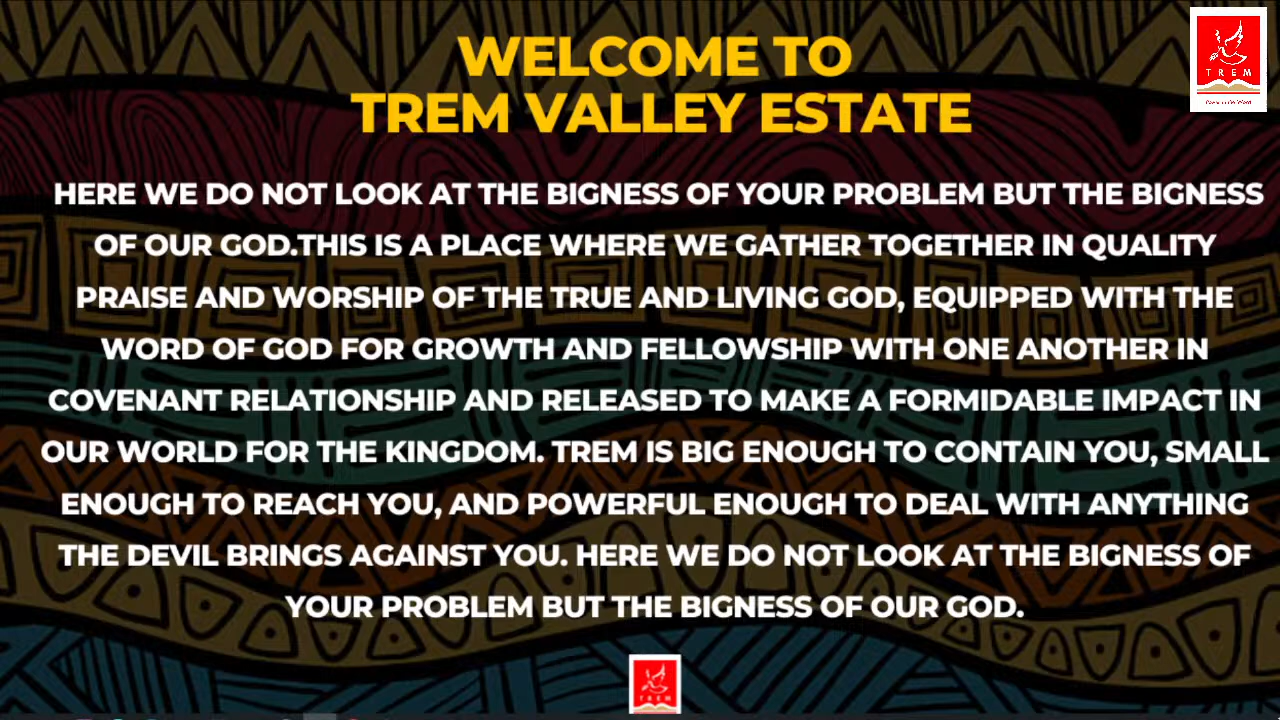 WELCOME TO
TREM VALLEY ESTATE
TREM
HERE WE DO NOT LOOK AT THE BIGNESS OF YOUR PROBLEM BUT THE BIGNESS
OF OUR GOD.THIS IS A PLACE WHERE WE GATHER TOGETHER IN QUALITY
PRAISE AND WORSHIP OF THE TRUE AND LIVING GOD, EQUIPPED WITH THE
WORD OF GOD FOR GROWTH AND FELLOWSHIP WITH ONE ANOTHER IN
COVENANT RELATIONSHIP AND RELEASED TO MAKE A FORMIDABLE IMPACT IN
OUR WORLD FOR THE KINGDOM. TREM IS BIG ENOUGH TO CONTAIN YOU, SMALL
ENOUGH TO REACH YOU, AND POWERFUL ENOUGH TO DEAL WITH ANYTHING
THE DEVIL BRINGS AGAINST YOU. HERE WE DO NOT LOOK AT THE BIGNESS OF
YOUR PROBLEM BUT THE BIGNESS OF OUR GOD.
TREM